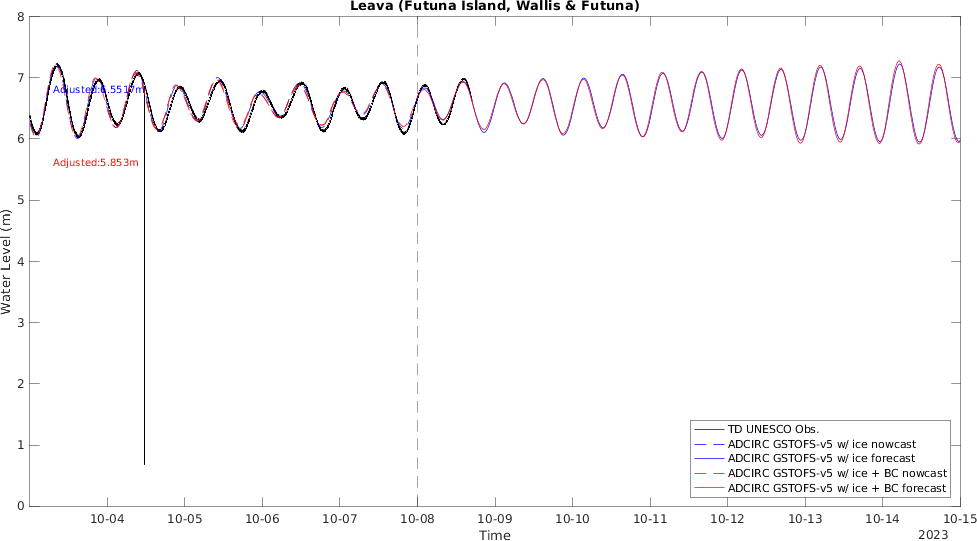 Leava (Futuna Island, Wallis & Futuna)
8
7
6
5
4
3
2
1
0
Water Level (m)
Adjusted:6.5517m
Adjusted:5.853m
TD UNESCO Obs.
ADCIRC GSTOFS-v5 w/ ice nowcast
ADCIRC GSTOFS-v5 w/ ice forecast
ADCIRC GSTOFS-v5 w/ ice + BC nowcast
ADCIRC GSTOFS-v5 w/ ice + BC forecast
10-04 10-05 10-06 10-07 10-08 10-09 10-10 10-11 10-12 10-13 10-14 10-15
Time
2023